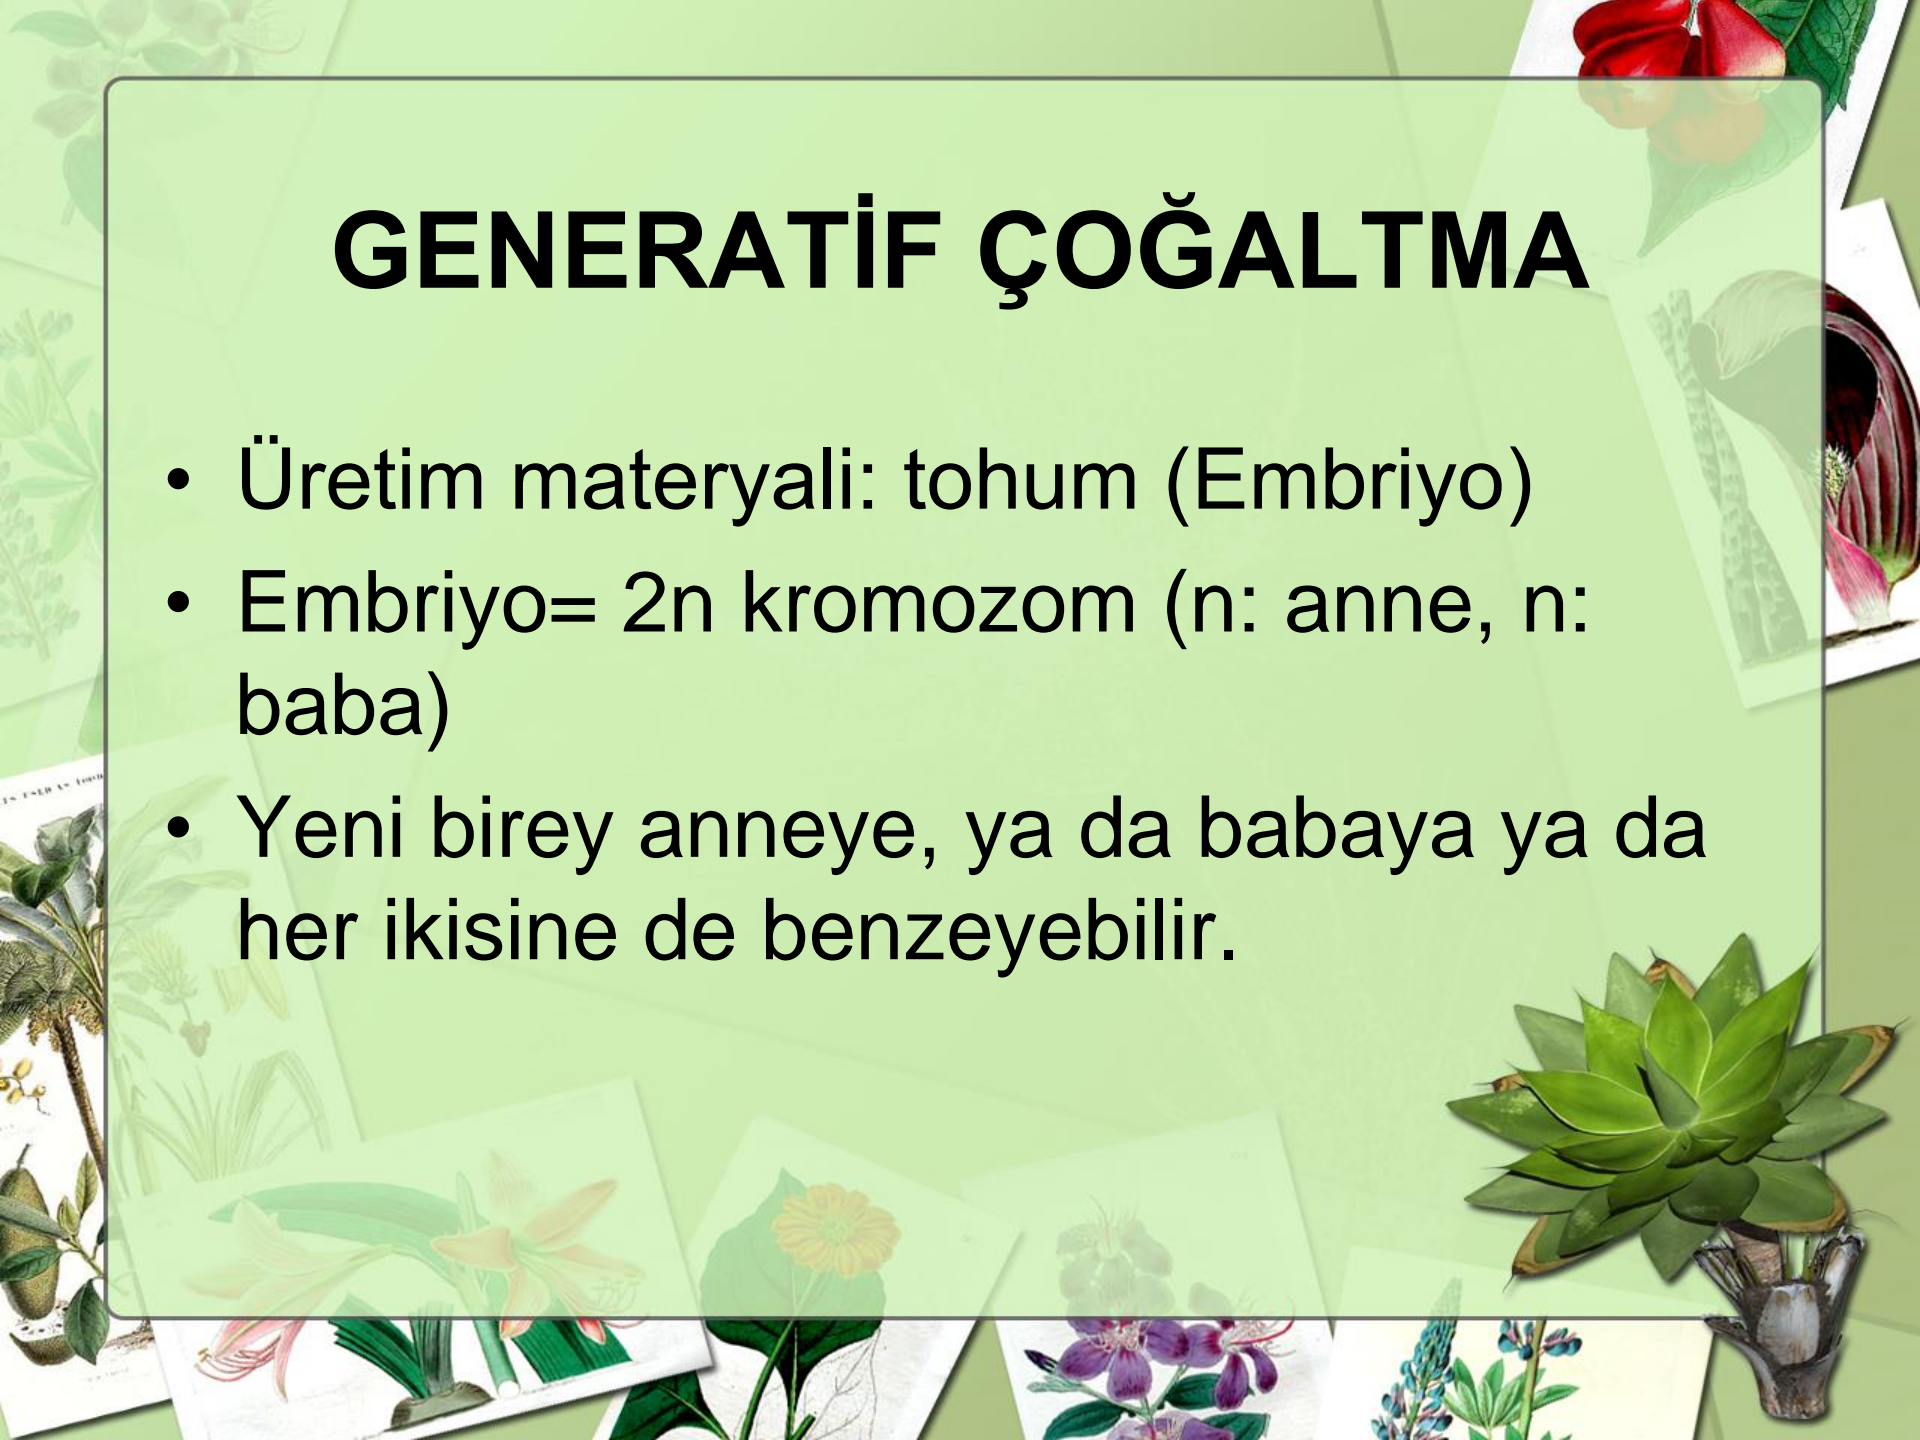 GENERATİF ÇOĞALTMA
• Üretim materyali: tohum (Embriyo)
• Embriyo= 2n kromozom (n: anne, n:
baba)
• Yeni birey anneye, ya da babaya ya da
her ikisine de benzeyebilir.